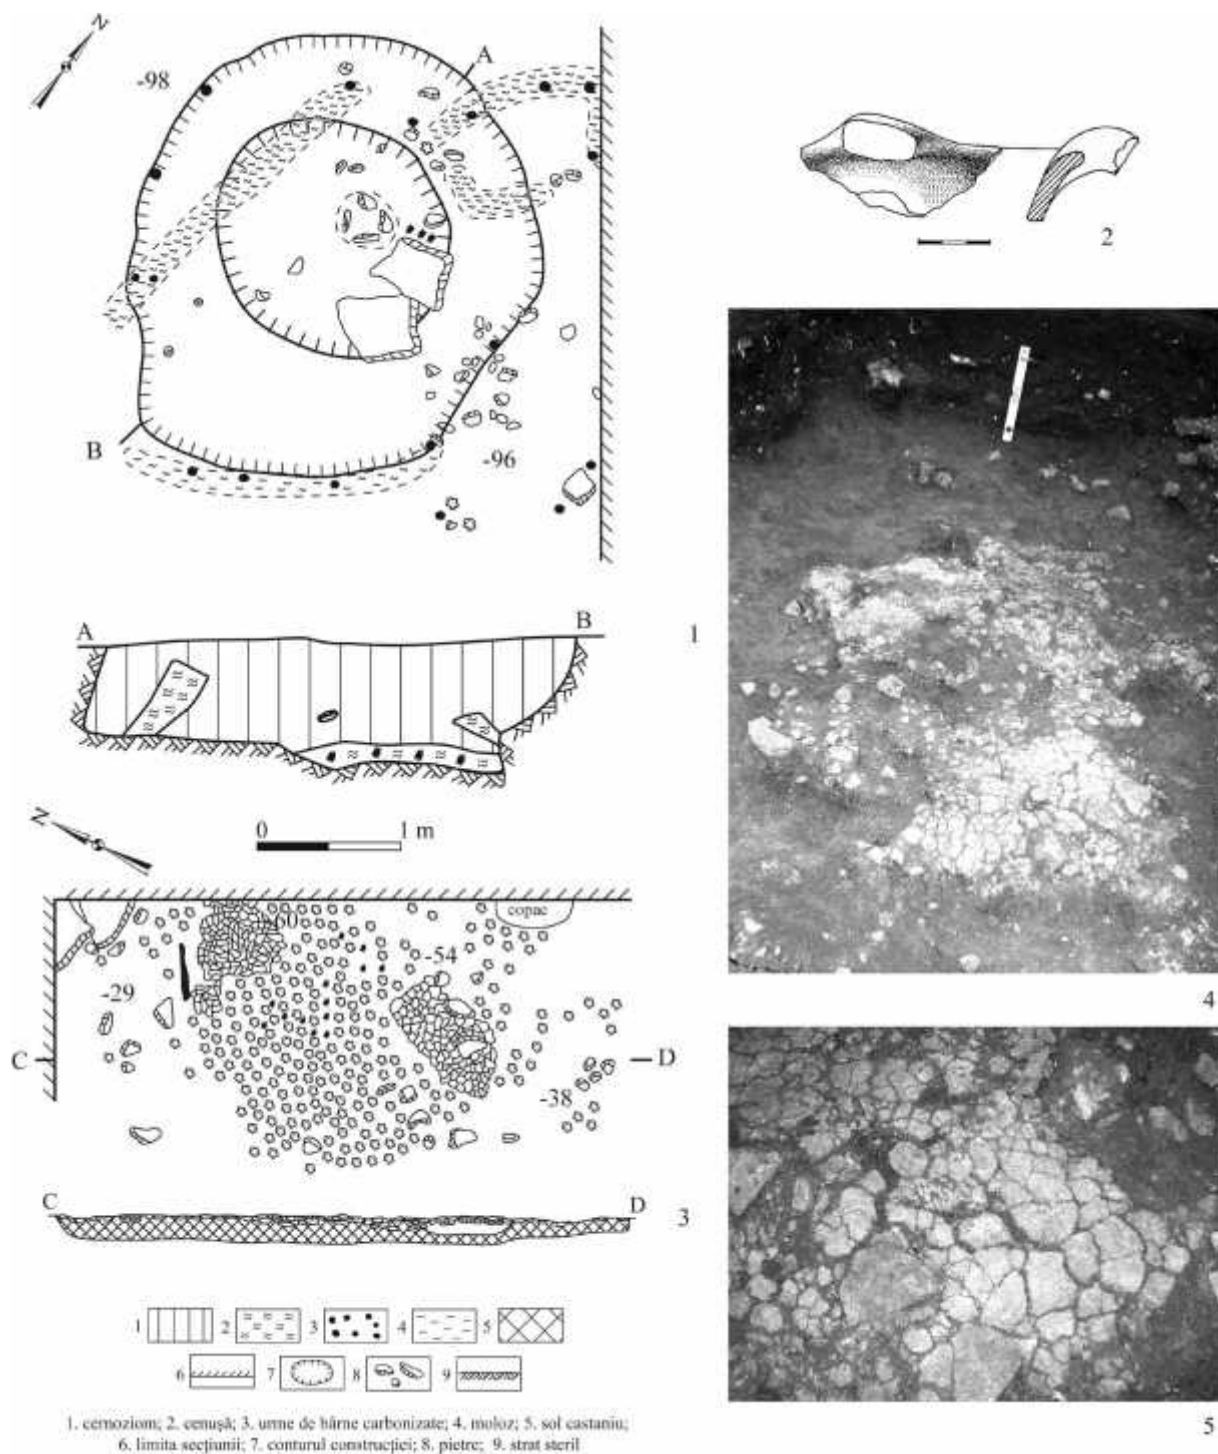 N
A
-98
2
B
-96
A
B
1
0 1 m
N
copac
-60
-54
-29
4
C
D
-38
C
D
3
1
2
3
4
5
6
7
8
9
1. cernoziom; 2. cenușă; 3. urme de bârne carbonizate; 4. moloz; 5. sol castaniu;
6. limita secțiunii; 7. conturul construcției; 8. pietre; 9. strat steril
5